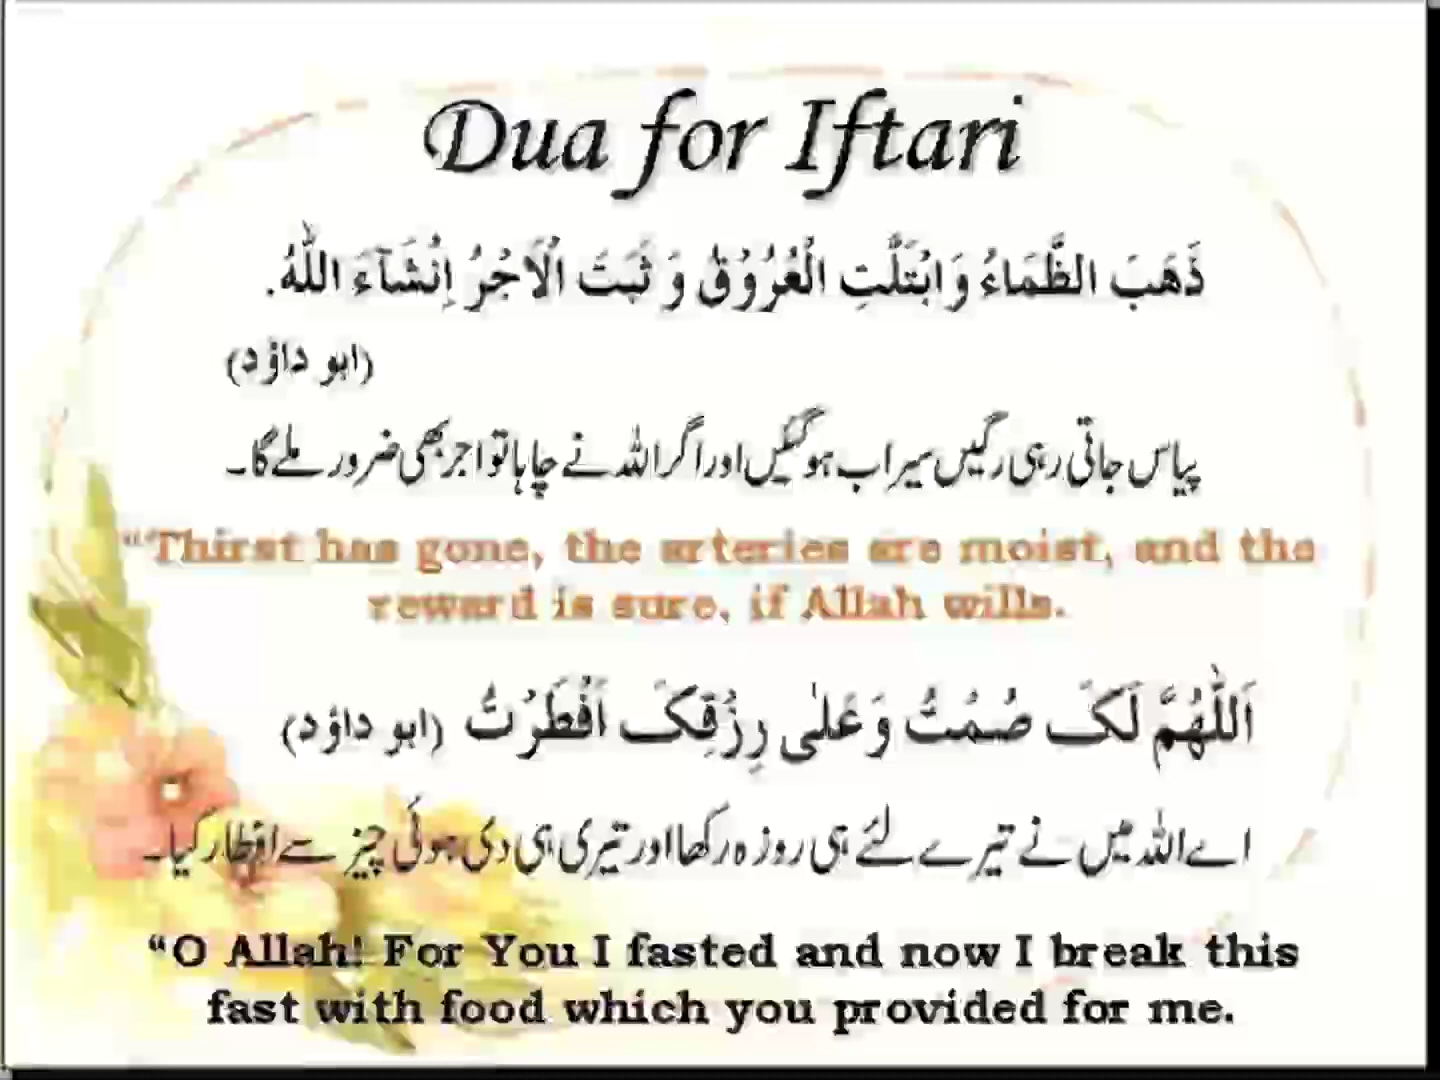 Dua for Iftari
ذَهَبَ الظَّمَاءُ وَابْتَلَّتِ الْعُرُوْقُ وَ ثَبَتَ الْاَجْرُ اِنْشَآءَ اللّٰهُ.
(ابو داؤد)
پیاس جاتی رہی رگیں سیراب ہوگئیں اور اگر اللہ نے چاہا تو اجر بھی ضرور ملے گا۔
“Thirst has gone, the arteries are moist, and the
reward is sure, if Allah wills.
اَللّٰهُمَّ لَکَ صُمْتُ وَعَلٰی رِزْقِکَ اَفْطَرْتُ (ابو داؤد)
اے اللہ میں نے تیرے لئے ہی روزہ رکھا اور تیری ہی دی ہوئی چیز سے افطار کیا۔
“O Allah! For You I fasted and now I break this
fast with food which you provided for me.